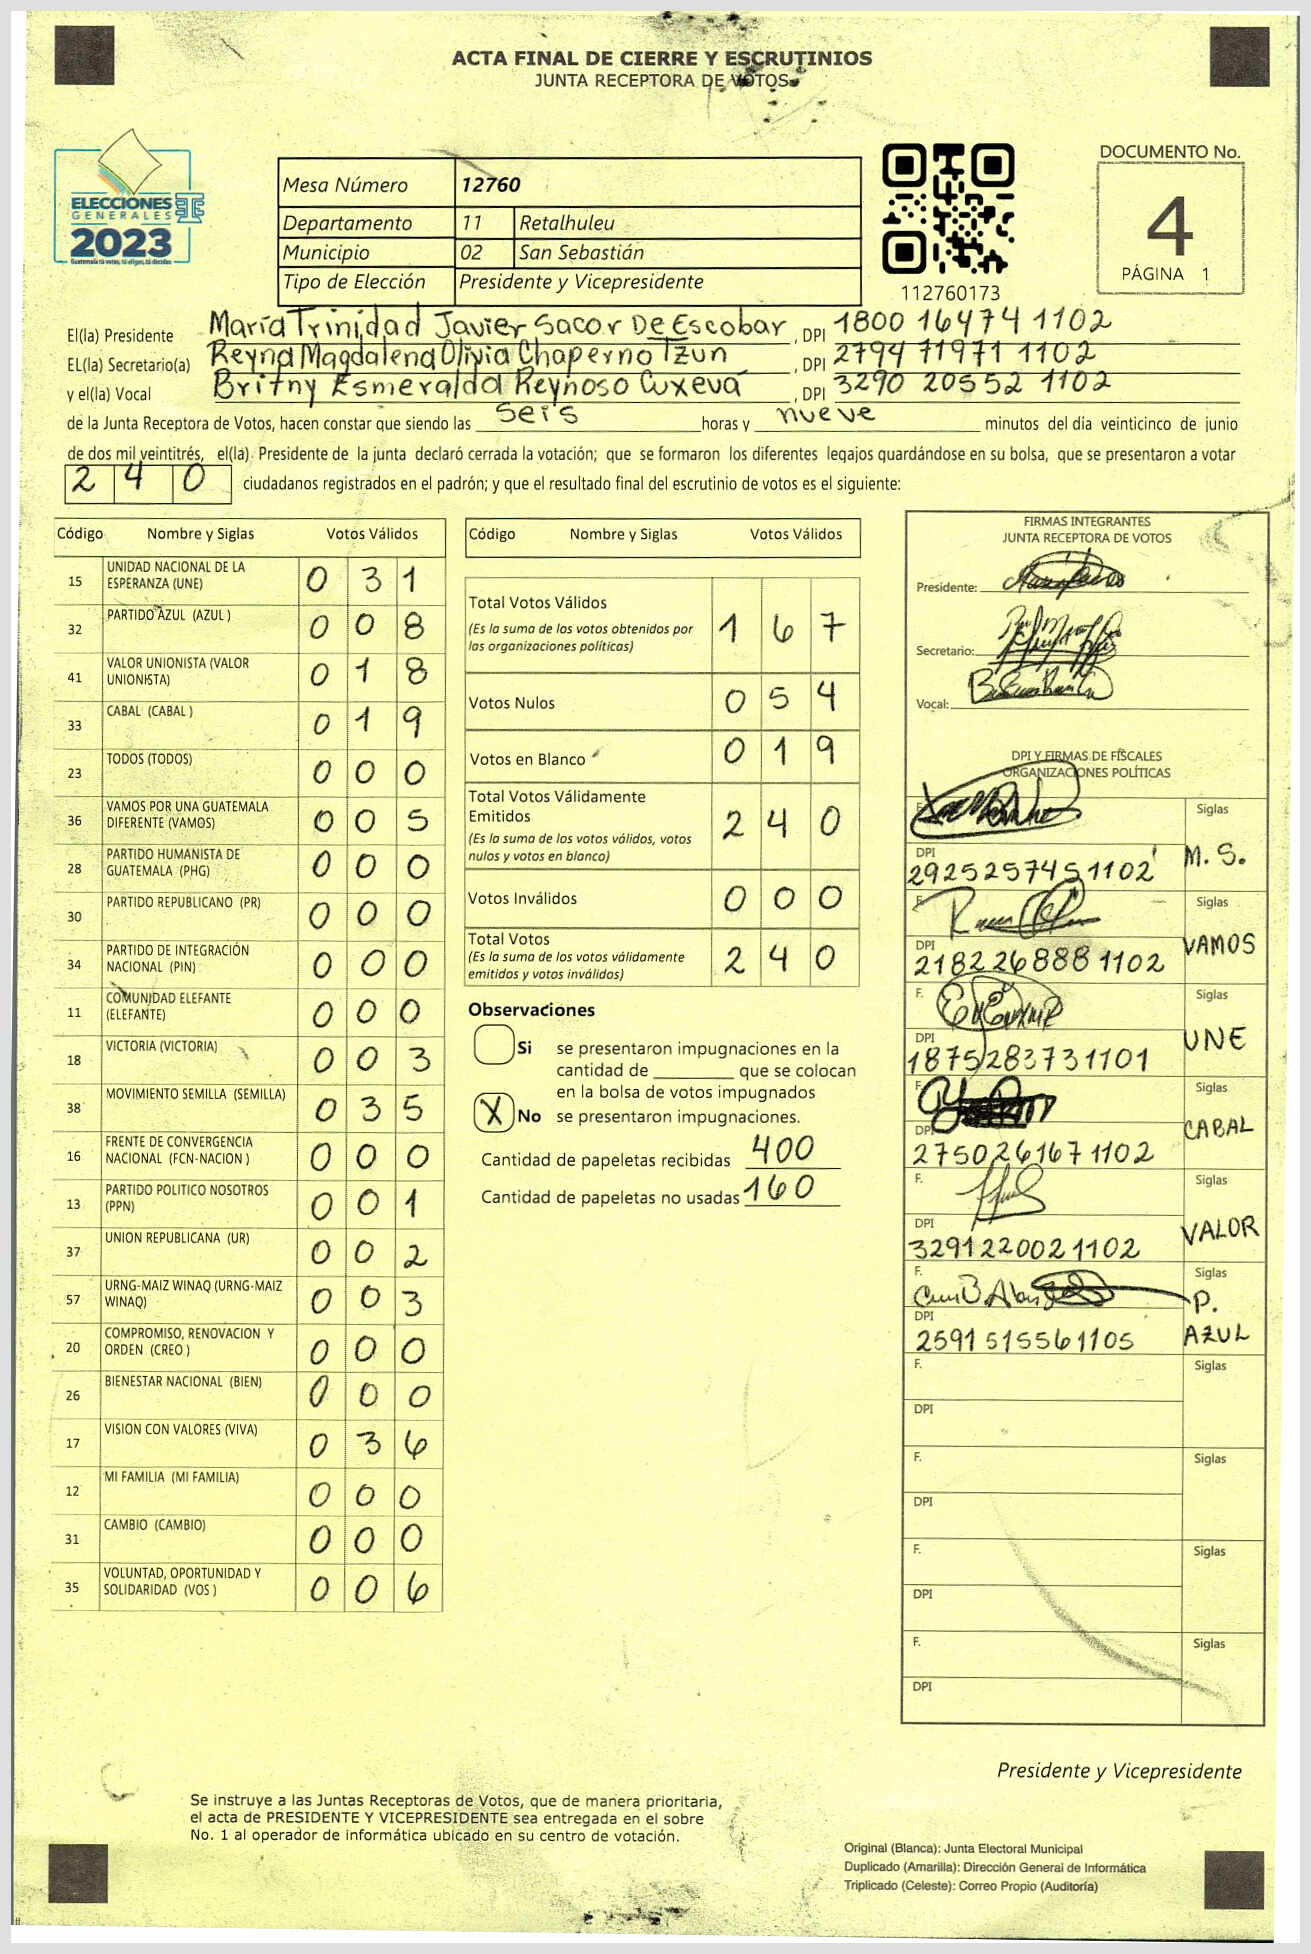 ACTA FINAL DE CIERRE Y ESCRUTINIOS
JUNTA RECEPTORA DE VOTOS
ELECCIONES
GENERALES
2023
Guatemala tú votas, tú eliges, tú decides
Mesa Número 12760
Departamento 11 Retalhuleu
Municipio 02 San Sebastián
Tipo de Elección Presidente y Vicepresidente
112760173
DOCUMENTO No.
4
PÁGINA 1
El(la) Presidente María Trinidad Javier Sacor De Escobar , DPI 1800 16474 1102
EL(la) Secretario(a) Reyna Magdalena Olivia Chaperno Tzun , DPI 2794 71971 1102
y el(la) Vocal Britny Esmeralda Reynoso Cuxevá , DPI 3290 20552 1102
de la Junta Receptora de Votos, hacen constar que siendo las seis horas y nueve minutos del día veinticinco de junio
de dos mil veintitrés, el(la) Presidente de la junta declaró cerrada la votación; que se formaron los diferentes legajos guardándose en su bolsa, que se presentaron a votar
240 ciudadanos registrados en el padrón; y que el resultado final del escrutinio de votos es el siguiente:
Código Nombre y Siglas Votos Válidos
15 UNIDAD NACIONAL DE LA ESPERANZA (UNE) 0 3 1
32 PARTIDO AZUL (AZUL ) 0 0 8
41 VALOR UNIONISTA (VALOR UNIONISTA) 0 1 8
33 CABAL (CABAL ) 0 1 9
23 TODOS (TODOS) 0 0 0
36 VAMOS POR UNA GUATEMALA DIFERENTE (VAMOS) 0 0 5
28 PARTIDO HUMANISTA DE GUATEMALA (PHG) 0 0 0
30 PARTIDO REPUBLICANO (PR) 0 0 0
34 PARTIDO DE INTEGRACIÓN NACIONAL (PIN) 0 0 0
11 COMUNIDAD ELEFANTE (ELEFANTE) 0 0 0
18 VICTORIA (VICTORIA) 0 0 3
38 MOVIMIENTO SEMILLA (SEMILLA) 0 3 5
16 FRENTE DE CONVERGENCIA NACIONAL (FCN-NACION ) 0 0 0
13 PARTIDO POLITICO NOSOTROS (PPN) 0 0 1
37 UNION REPUBLICANA (UR) 0 0 2
57 URNG-MAIZ WINAQ (URNG-MAIZ WINAQ) 0 0 3
20 COMPROMISO, RENOVACION Y ORDEN (CREO ) 0 0 0
26 BIENESTAR NACIONAL (BIEN) 0 0 0
17 VISION CON VALORES (VIVA) 0 3 6
12 MI FAMILIA (MI FAMILIA) 0 0 0
31 CAMBIO (CAMBIO) 0 0 0
35 VOLUNTAD, OPORTUNIDAD Y SOLIDARIDAD (VOS ) 0 0 6
Código Nombre y Siglas Votos Válidos
Total Votos Válidos 1 6 7
(Es la suma de los votos obtenidos por
las organizaciones políticas)
Votos Nulos 0 5 4
Votos en Blanco 0 1 9
Total Votos Válidamente
Emitidos 2 4 0
(Es la suma de los votos válidos, votos
nulos y votos en blanco)
Votos Inválidos 0 0 0
Total Votos 2 4 0
(Es la suma de los votos válidamente
emitidos y votos inválidos)
Observaciones
Si se presentaron impugnaciones en la
cantidad de ________ que se colocan
en la bolsa de votos impugnados
X No se presentaron impugnaciones.
Cantidad de papeletas recibidas 400
Cantidad de papeletas no usadas 160
FIRMAS INTEGRANTES
JUNTA RECEPTORA DE VOTOS
Presidente:
Secretario:
Vocal:
DPI Y FIRMAS DE FISCALES
ORGANIZACIONES POLÍTICAS
F. Siglas
DPI 2925257451102 M.S.
F. Siglas
DPI 2182268881102 VAMOS
F. Siglas
DPI 1875283731101 UNE
F. Siglas
DPI 2750261671102 CABAL
F. Siglas
DPI 3291220021102 VALOR
F. Siglas
DPI 2591515561105 P. AZUL
F. Siglas
DPI
F. Siglas
DPI
F. Siglas
DPI
F. Siglas
DPI
Presidente y Vicepresidente
Se instruye a las Juntas Receptoras de Votos, que de manera prioritaria,
el acta de PRESIDENTE Y VICEPRESIDENTE sea entregada en el sobre
No. 1 al operador de informática ubicado en su centro de votación.
Original (Blanca): Junta Electoral Municipal
Duplicado (Amarilla): Dirección General de Informática
Triplicado (Celeste): Correo Propio (Auditoría)